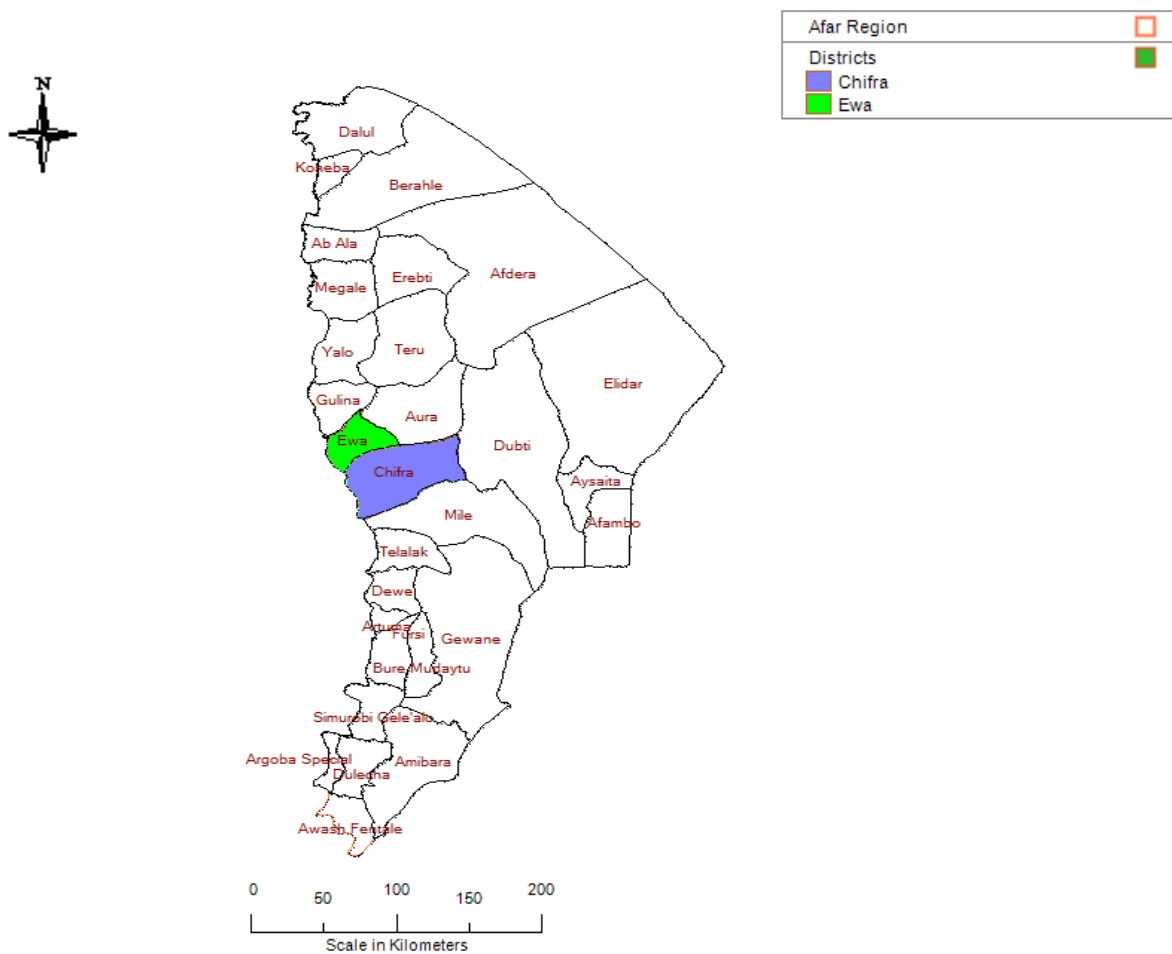 Afar Region
Districts
Chifra
Ewa
N
Dalul
Koneba
Berahle
Ab Ala
Afdera
Erebti
Megale
Yalo
Teru
Elidar
Gulina
Aura
Ewa
Dubti
Chifra
Aysaita
Mile
Afambo
Telalak
Dewe
Artuma
Fursi
Gewane
Bure Mudaytu
Simurobi Gele'alo
Argoba Special
Amibara
Dulecha
Awash Fentale
0 50 100 150 200
Scale in Kilometers